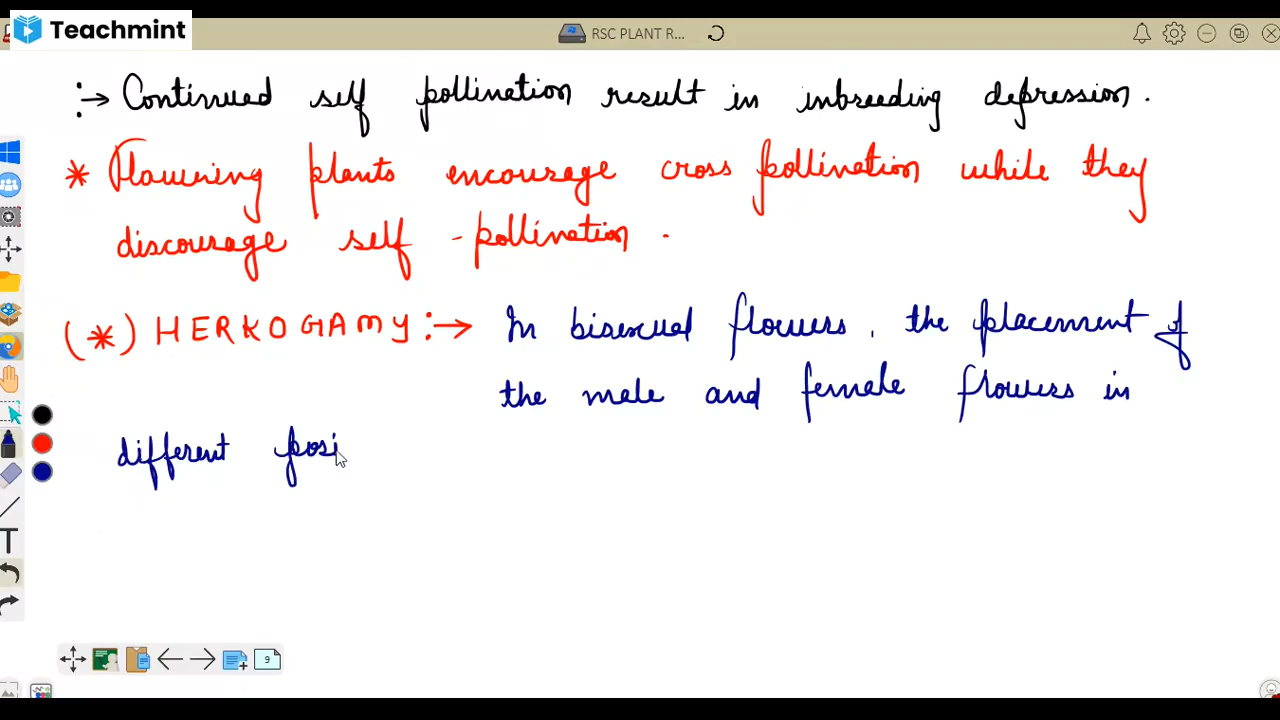 Teachmint
RSC PLANT R...
:→ Continued self pollination result in inbreeding depression.
* Flowering plants encourage cross pollination while they
discourage self -pollination.
(*) HERKOGAMY :→ In bisexual flowers, the placement of
the male and female flowers in
different posi
T
9